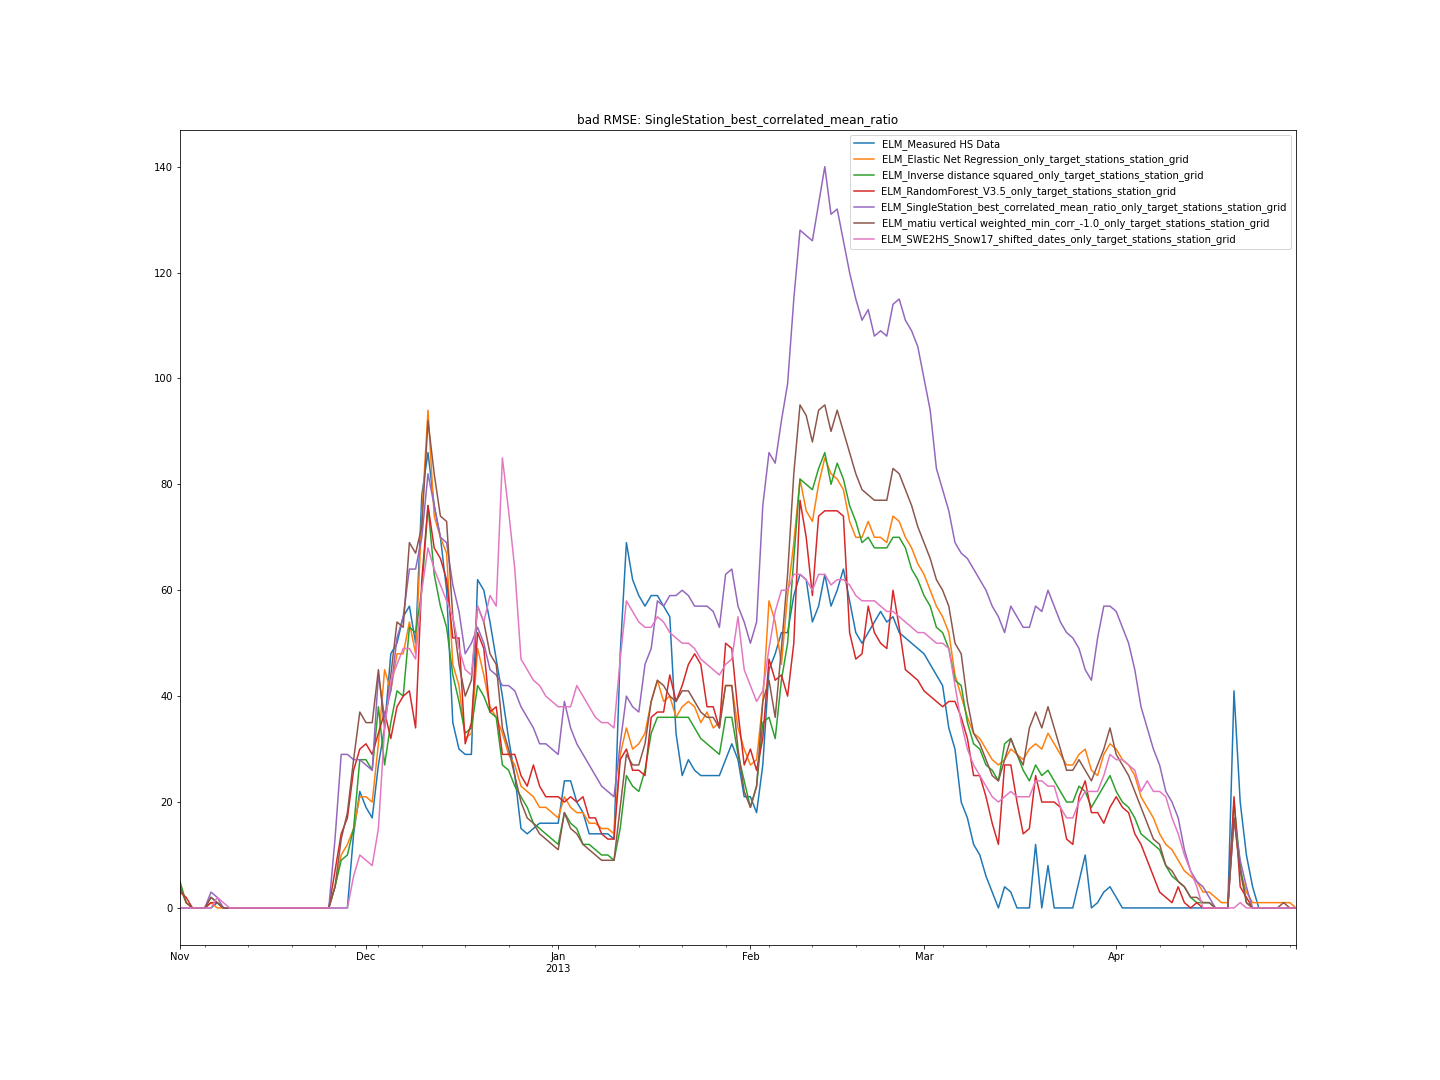 bad RMSE: SingleStation_best_correlated_mean_ratio
ELM_Measured HS Data
ELM_Elastic Net Regression_only_target_stations_station_grid
ELM_Inverse distance squared_only_target_stations_station_grid
ELM_RandomForest_V3.5_only_target_stations_station_grid
ELM_SingleStation_best_correlated_mean_ratio_only_target_stations_station_grid
ELM_matiu vertical weighted_min_corr_-1.0_only_target_stations_station_grid
ELM_SWE2HS_Snow17_shifted_dates_only_target_stations_station_grid
140
120
100
80
60
40
20
0
Nov Dec Jan Feb Mar Apr
2013